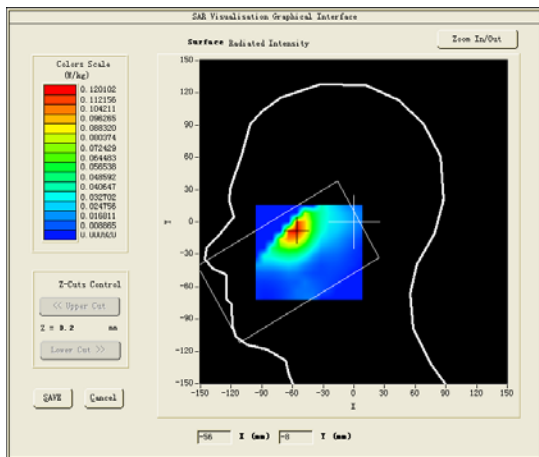 SAR Visualisation Graphical Interface
Surface Radiated Intensity
Zoom In/Out
Colors Scale
(W/kg)
0.120102
0.112156
0.104211
0.096265
0.088320
0.080374
0.072429
0.064483
0.056538
0.048592
0.040647
0.032702
0.024756
0.016811
0.008865
Z-Cuts Control
<< Upper Cut
Z = 0.2 mm
Lower Cut >>
SAVE
Cancel
150
120
90
60
30
0
-30
-60
-90
-120
-150
Y
-150 -120 -90 -60 -30 0 30 60 90 120 150
X
-56 X (mm) -8 Y (mm)